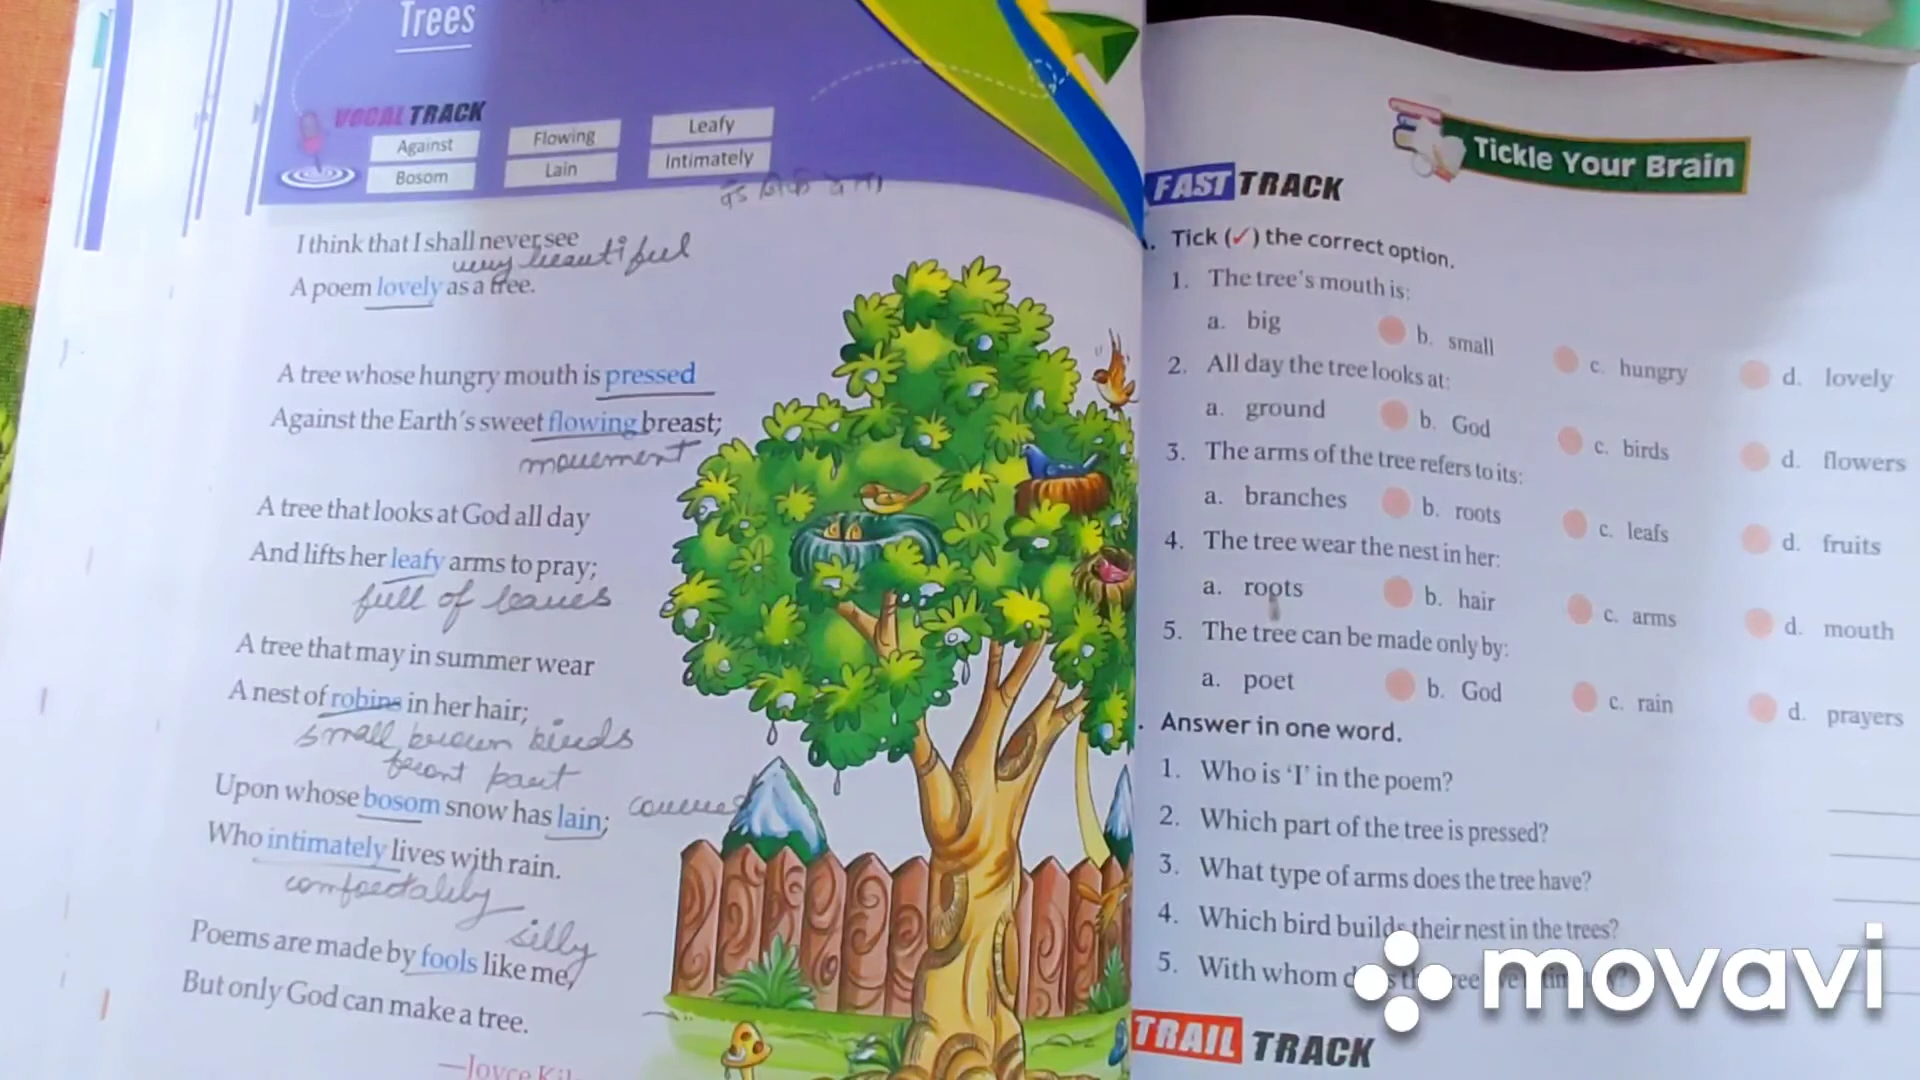 Trees
VOCAL TRACK
Against
Flowing
Leafy
Bosom
Lain
Intimately
I think that I shall never see
very beautiful
A poem lovely as a tree.
A tree whose hungry mouth is pressed
Against the Earth's sweet flowing breast;
movement
A tree that looks at God all day
And lifts her leafy arms to pray;
full of leaves
A tree that may in summer wear
A nest of robins in her hair;
small brown birds
front part
Upon whose bosom snow has lain;
Who intimately lives with rain.
comfortably
silly
Poems are made by fools like me,
But only God can make a tree.
—Joyce
Tickle Your Brain
FAST TRACK
Tick (✓) the correct option.
1. The tree's mouth is:
a. big b. small c. hungry d. lovely
2. All day the tree looks at:
a. ground b. God c. birds d. flowers
3. The arms of the tree refers to its:
a. branches b. roots c. leafs d. fruits
4. The tree wear the nest in her:
a. roots b. hair c. arms d. mouth
5. The tree can be made only by:
a. poet b. God c. rain d. prayers
Answer in one word.
1. Who is 'I' in the poem?
2. Which part of the tree is pressed?
3. What type of arms does the tree have?
4. Which bird builds their nest in the trees?
5. With whom
movavi
TRAIL TRACK